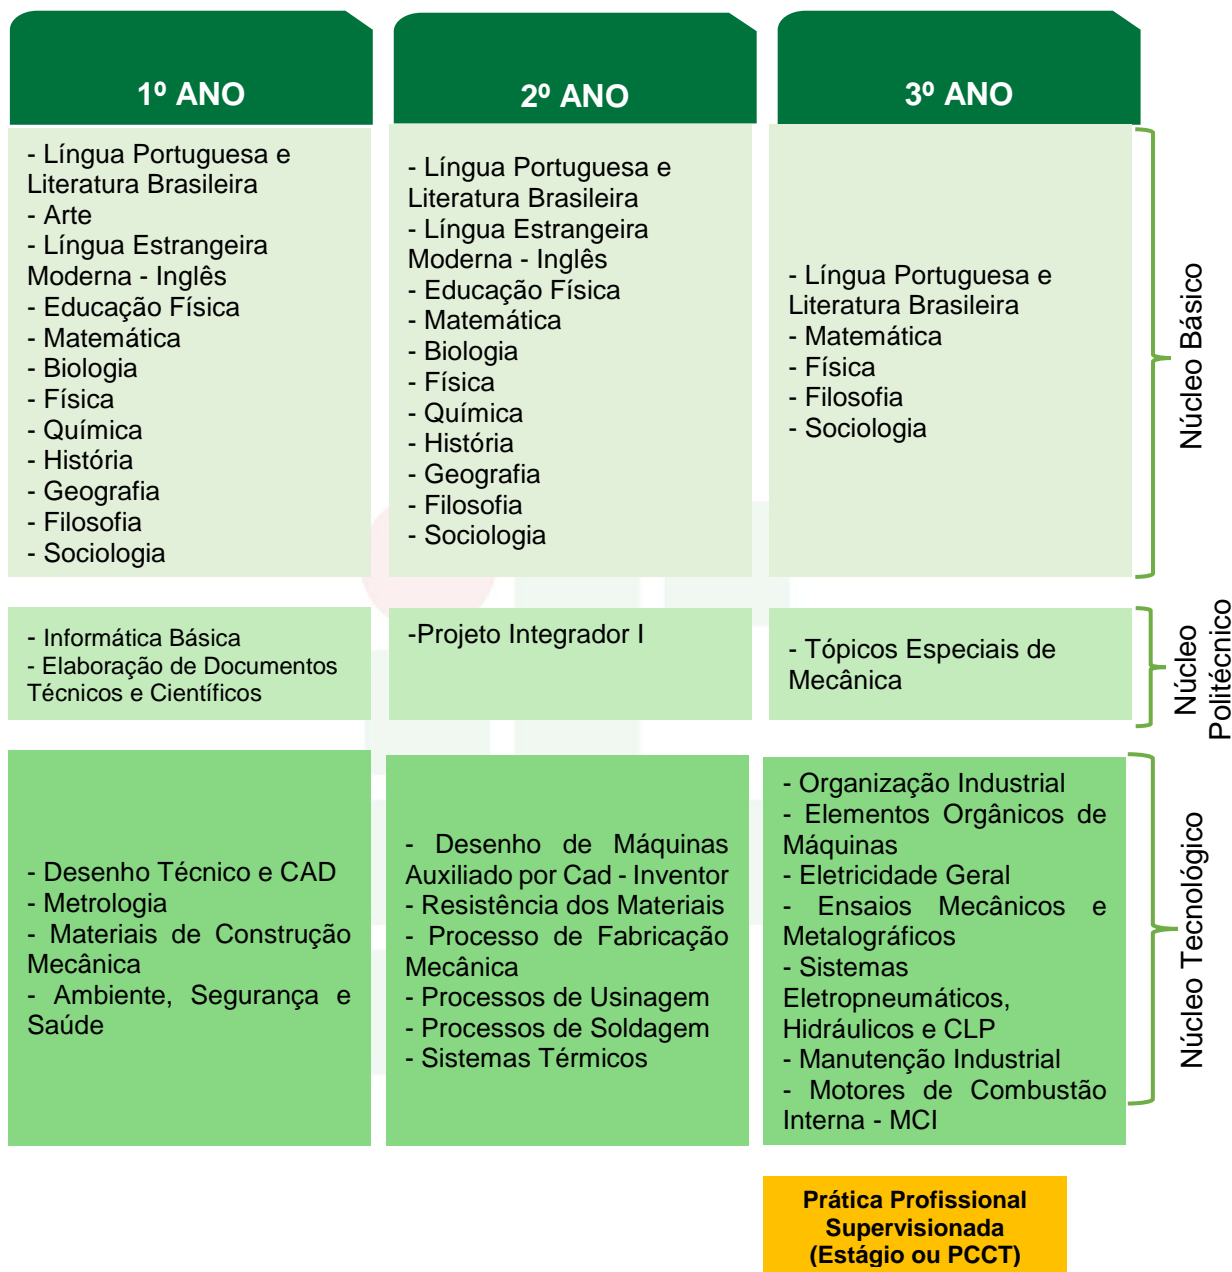 1º ANO
- Língua Portuguesa e
Literatura Brasileira
- Arte
- Língua Estrangeira
Moderna - Inglês
- Educação Física
- Matemática
- Biologia
- Física
- Química
- História
- Geografia
- Filosofia
- Sociologia
2º ANO
- Língua Portuguesa e
Literatura Brasileira
- Língua Estrangeira
Moderna - Inglês
- Educação Física
- Matemática
- Biologia
- Física
- Química
- História
- Geografia
- Filosofia
- Sociologia
3º ANO
- Língua Portuguesa e
Literatura Brasileira
- Matemática
- Física
- Filosofia
- Sociologia
Núcleo Básico
- Informática Básica
- Elaboração de Documentos
Técnicos e Científicos
-Projeto Integrador I
- Tópicos Especiais de
Mecânica
Núcleo
Politécnico
- Desenho Técnico e CAD
- Metrologia
- Materiais de Construção
Mecânica
- Ambiente, Segurança e
Saúde
- Desenho de Máquinas
Auxiliado por Cad - Inventor
- Resistência dos Materiais
- Processo de Fabricação
Mecânica
- Processos de Usinagem
- Processos de Soldagem
- Sistemas Térmicos
- Organização Industrial
- Elementos Orgânicos de
Máquinas
- Eletricidade Geral
- Ensaios Mecânicos e
Metalográficos
- Sistemas
Eletropneumáticos,
Hidráulicos e CLP
- Manutenção Industrial
- Motores de Combustão
Interna - MCI
Núcleo Tecnológico
Prática Profissional
Supervisionada
(Estágio ou PCCT)